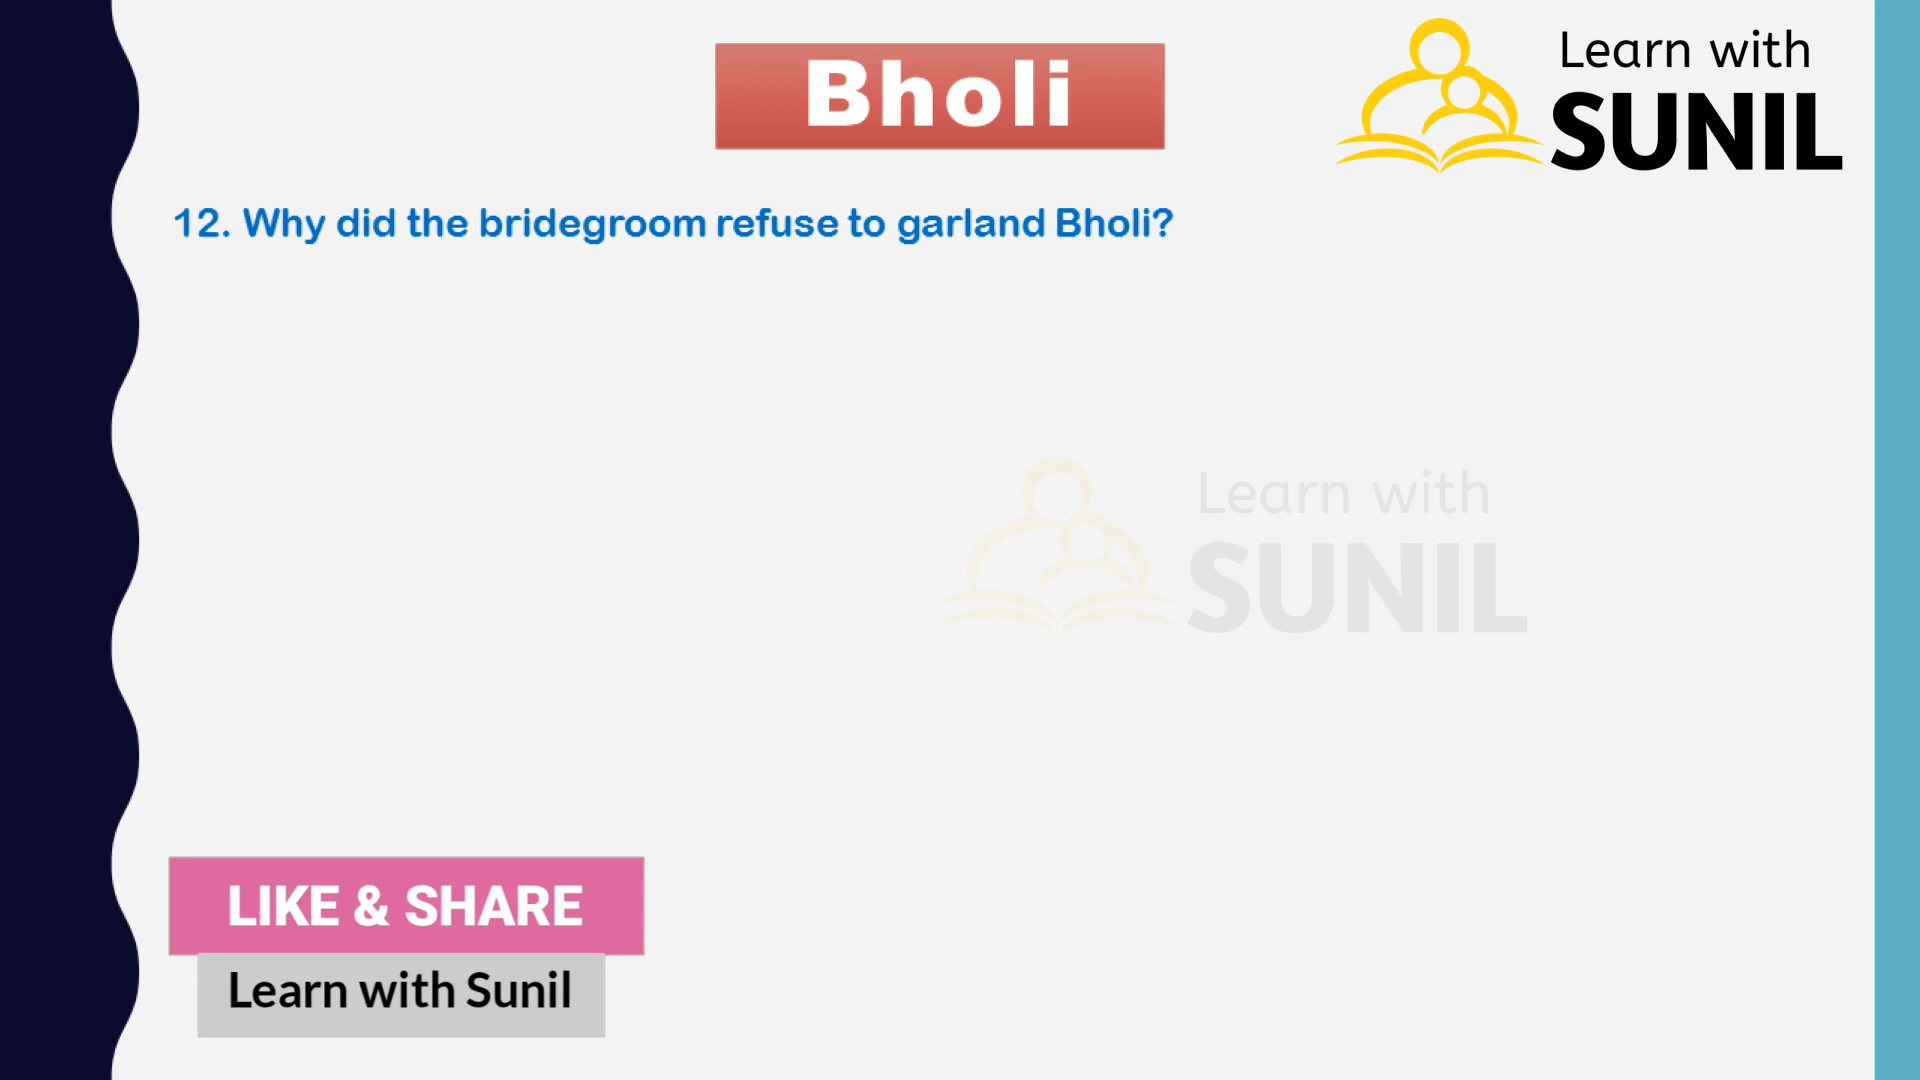 Bholi
Learn with
SUNIL
12. Why did the bridegroom refuse to garland Bholi?
Learn with
SUNIL
LIKE & SHARE
Learn with Sunil